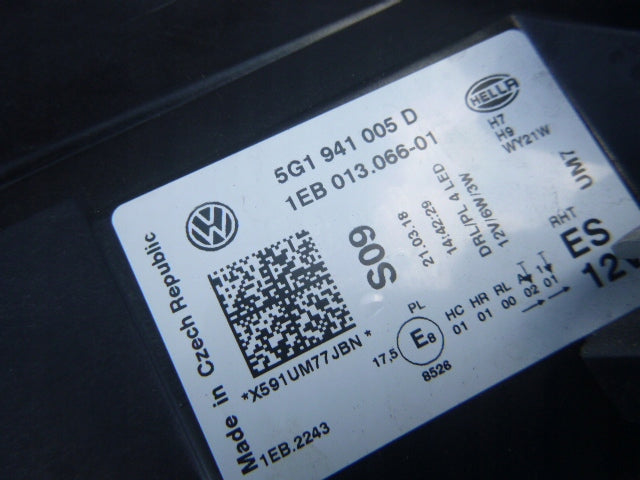 5G1 941 005 D
1EB 013.066-01
HELLA
H7
H9
WY21W
UM7
S09
21.03.18
14:42:29
DRL/PL 4 LED
12V/6W/3W
RHT
ES
Made in Czech Republic
*X591UM77JBN*
1EB.2243
17,5
PL
E8
8526
HC HR RL A 1
01 01 00 02 01